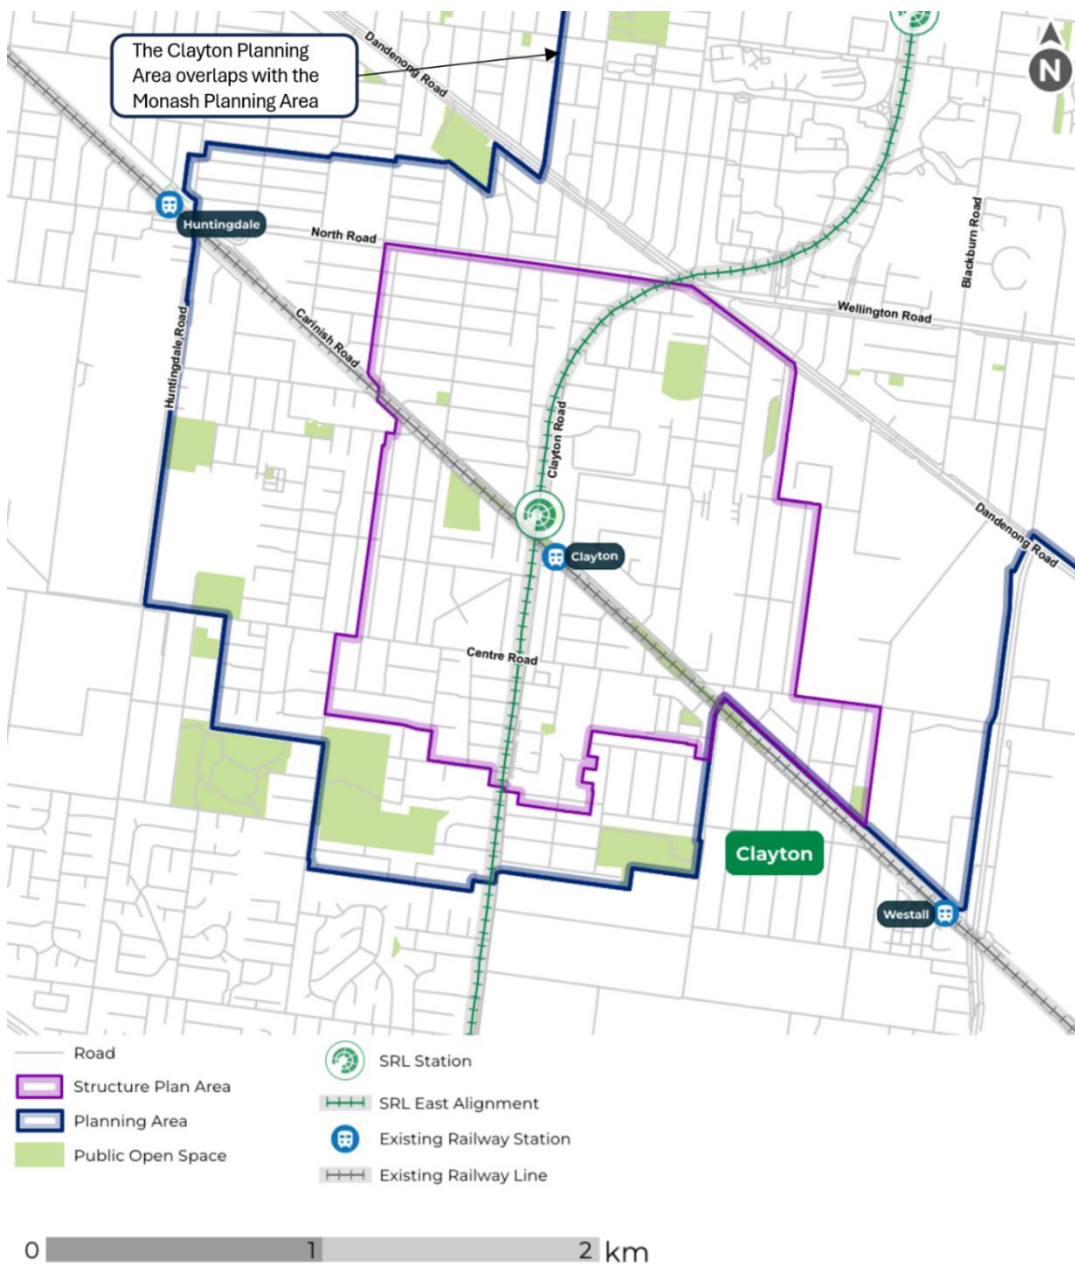 The Clayton Planning
Area overlaps with the
Monash Planning Area
Dandenong Road
N
Huntingdale
North Road
Blackburn Road
Wellington Road
Carinish Road
Huntingdale Road
Clayton Road
Clayton
Dandenong Road
Centre Road
Clayton
Westall
Road
Structure Plan Area
Planning Area
Public Open Space
SRL Station
SRL East Alignment
Existing Railway Station
Existing Railway Line
0 1 2 km